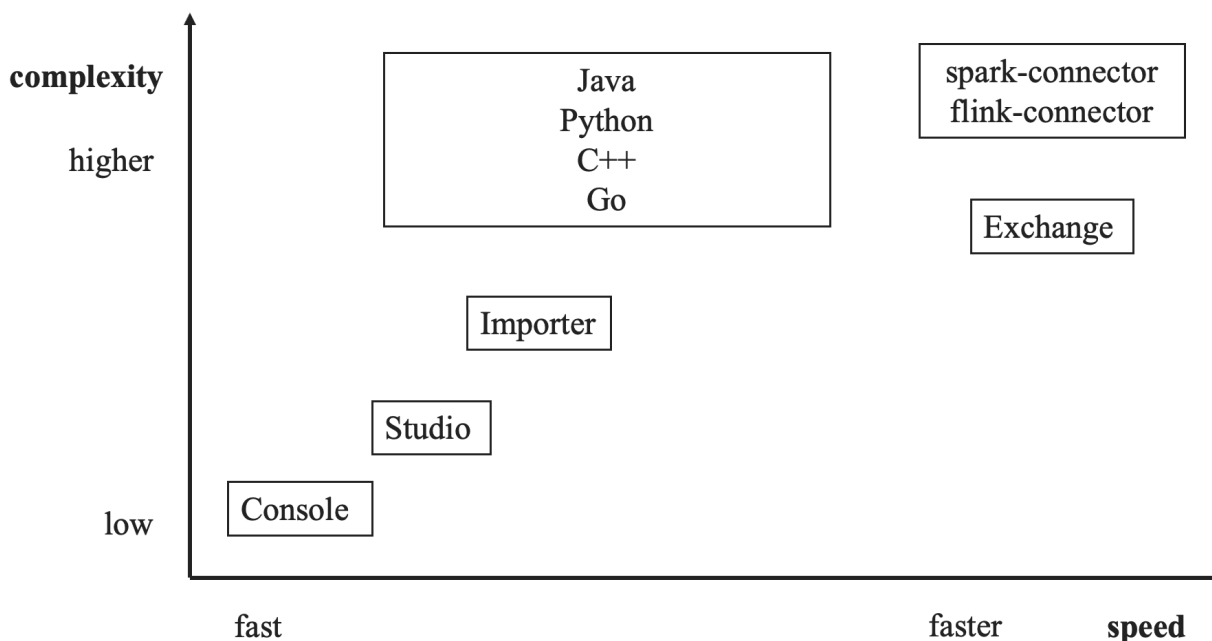 complexity
higher
low
Java
Python
C++
Go
spark-connector
flink-connector
Exchange
Importer
Studio
Console
fast
faster
speed